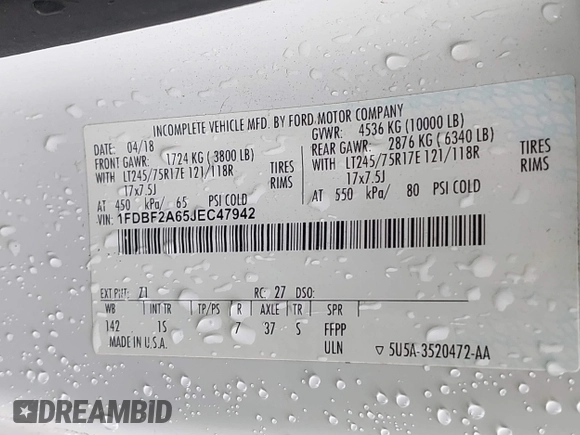 INCOMPLETE VEHICLE MFD. BY FORD MOTOR COMPANY
DATE: 04/18 GVWR: 4536 KG (10000 LB)
FRONT GAWR: 1724 KG ( 3800 LB) REAR GAWR: 2876 KG ( 6340 LB)
WITH LT245/75R17E 121/118R TIRES WITH LT245/75R17E 121/118R TIRES
17x7.5J RIMS 17x7.5J RIMS
AT 450 kPa/ 65 PSI COLD AT 550 kPa/ 80 PSI COLD
VIN: 1FDBF2A65JEC47942
EXT PNT: Z1 RC: 27 DSO:
WB INT TR TP/PS R AXLE TR SPR
142 1S 7 37 S FFPP
MADE IN U.S.A. ULN ▽ 5U5A-3520472-AA
DREAMBID